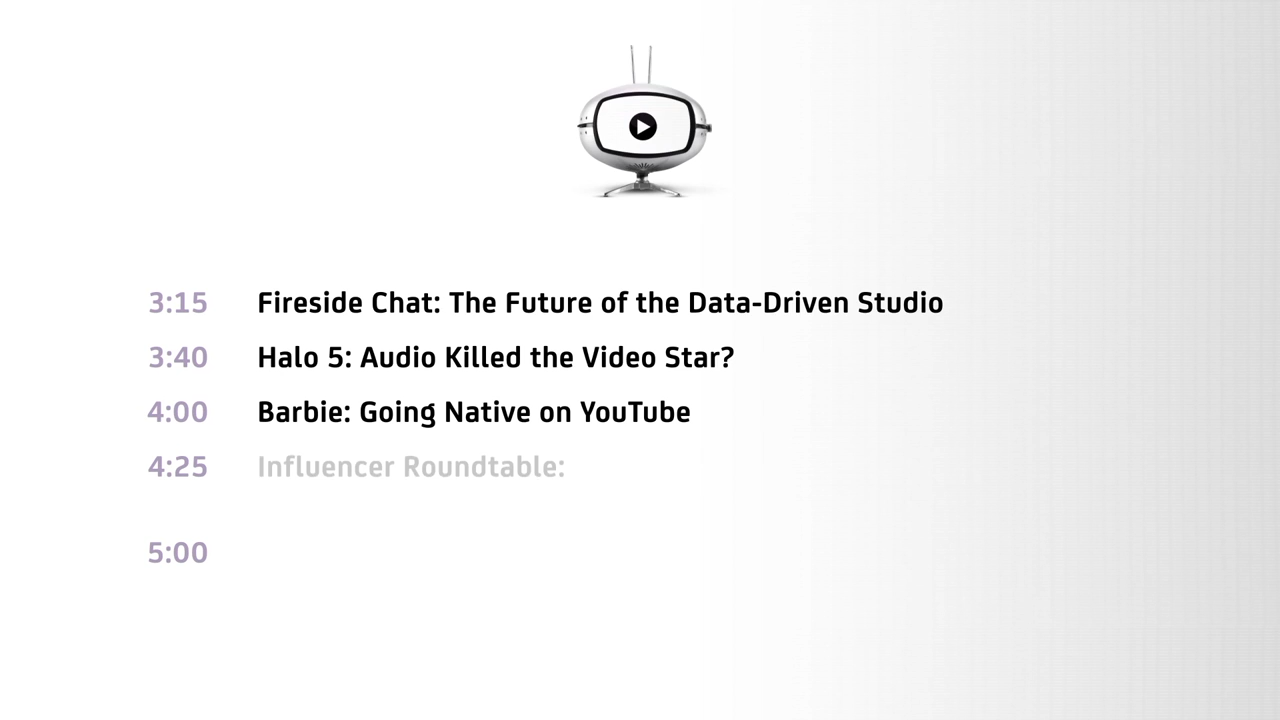 3:15 Fireside Chat: The Future of the Data-Driven Studio
3:40 Halo 5: Audio Killed the Video Star?
4:00 Barbie: Going Native on YouTube
4:25 Influencer Roundtable:
5:00